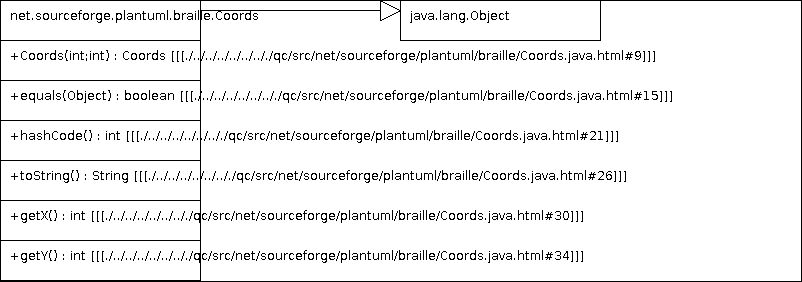 net.sourceforge.plantuml.braille.Coords
java.lang.Object
+Coords(int;int) : Coords [[[./../../../../../.././qc/src/net/sourceforge/plantuml/braille/Coords.java.html#9]]]
+equals(Object) : boolean [[[./../../../../../.././qc/src/net/sourceforge/plantuml/braille/Coords.java.html#15]]]
+hashCode() : int [[[./../../../../../.././qc/src/net/sourceforge/plantuml/braille/Coords.java.html#21]]]
+toString() : String [[[./../../../../../.././qc/src/net/sourceforge/plantuml/braille/Coords.java.html#26]]]
+getX() : int [[[./../../../../../.././qc/src/net/sourceforge/plantuml/braille/Coords.java.html#30]]]
+getY() : int [[[./../../../../../.././qc/src/net/sourceforge/plantuml/braille/Coords.java.html#34]]]